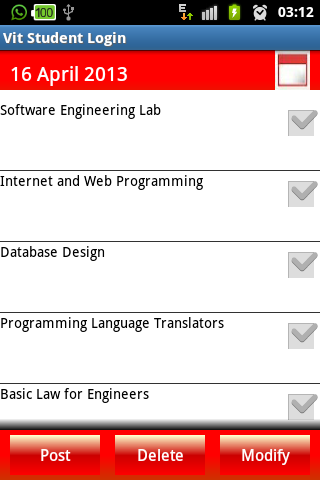 100
03:12
Vit Student Login
16 April 2013
Software Engineering Lab
Internet and Web Programming
Database Design
Programming Language Translators
Basic Law for Engineers
Post Delete Modify